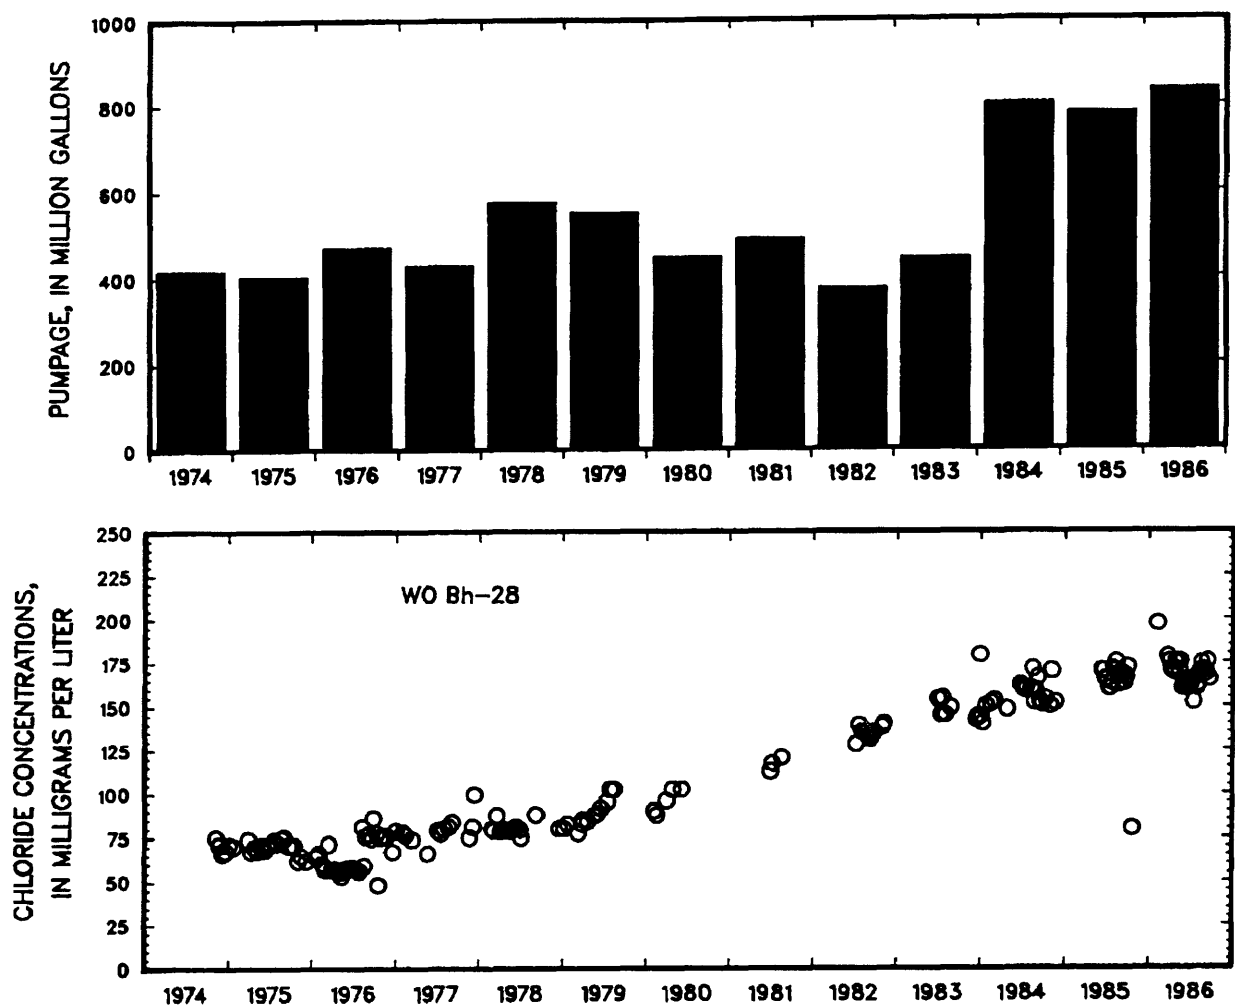 1000
800
600
400
200
0
PUMPAGE, IN MILLION GALLONS
1974 1975 1976 1977 1978 1979 1980 1981 1982 1983 1984 1985 1986
250
225
200
175
150
125
100
75
50
25
0
CHLORIDE CONCENTRATIONS,
IN MILLIGRAMS PER LITER
WO Bh-28
1974 1975 1976 1977 1978 1979 1980 1981 1982 1983 1984 1985 1986